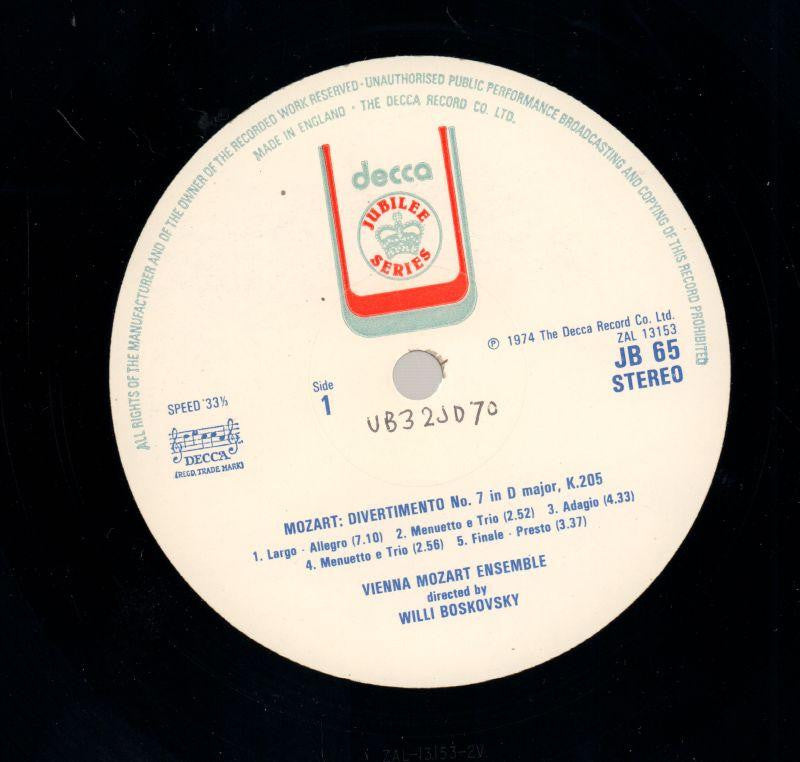 ALL RIGHTS OF THE MANUFACTURER AND OF THE OWNER OF THE RECORDED WORK RESERVED · UNAUTHORISED PUBLIC PERFORMANCE BROADCASTING AND COPYING OF THIS RECORD PROHIBITED
MADE IN ENGLAND · THE DECCA RECORD CO. LTD.
decca
JUBILEE
SERIES
℗ 1974 The Decca Record Co. Ltd.
ZAL 13153
JB 65
STEREO
Side
1
SPEED 33⅓
DECCA
(REGD. TRADE MARK)
UB32JD70
MOZART: DIVERTIMENTO No. 7 in D major, K.205
1. Largo · Allegro (7.10) 2. Menuetto e Trio (2.52) 3. Adagio (4.33)
4. Menuetto e Trio (2.56) 5. Finale · Presto (3.37)
VIENNA MOZART ENSEMBLE
directed by
WILLI BOSKOVSKY
ZAL-13153-2V